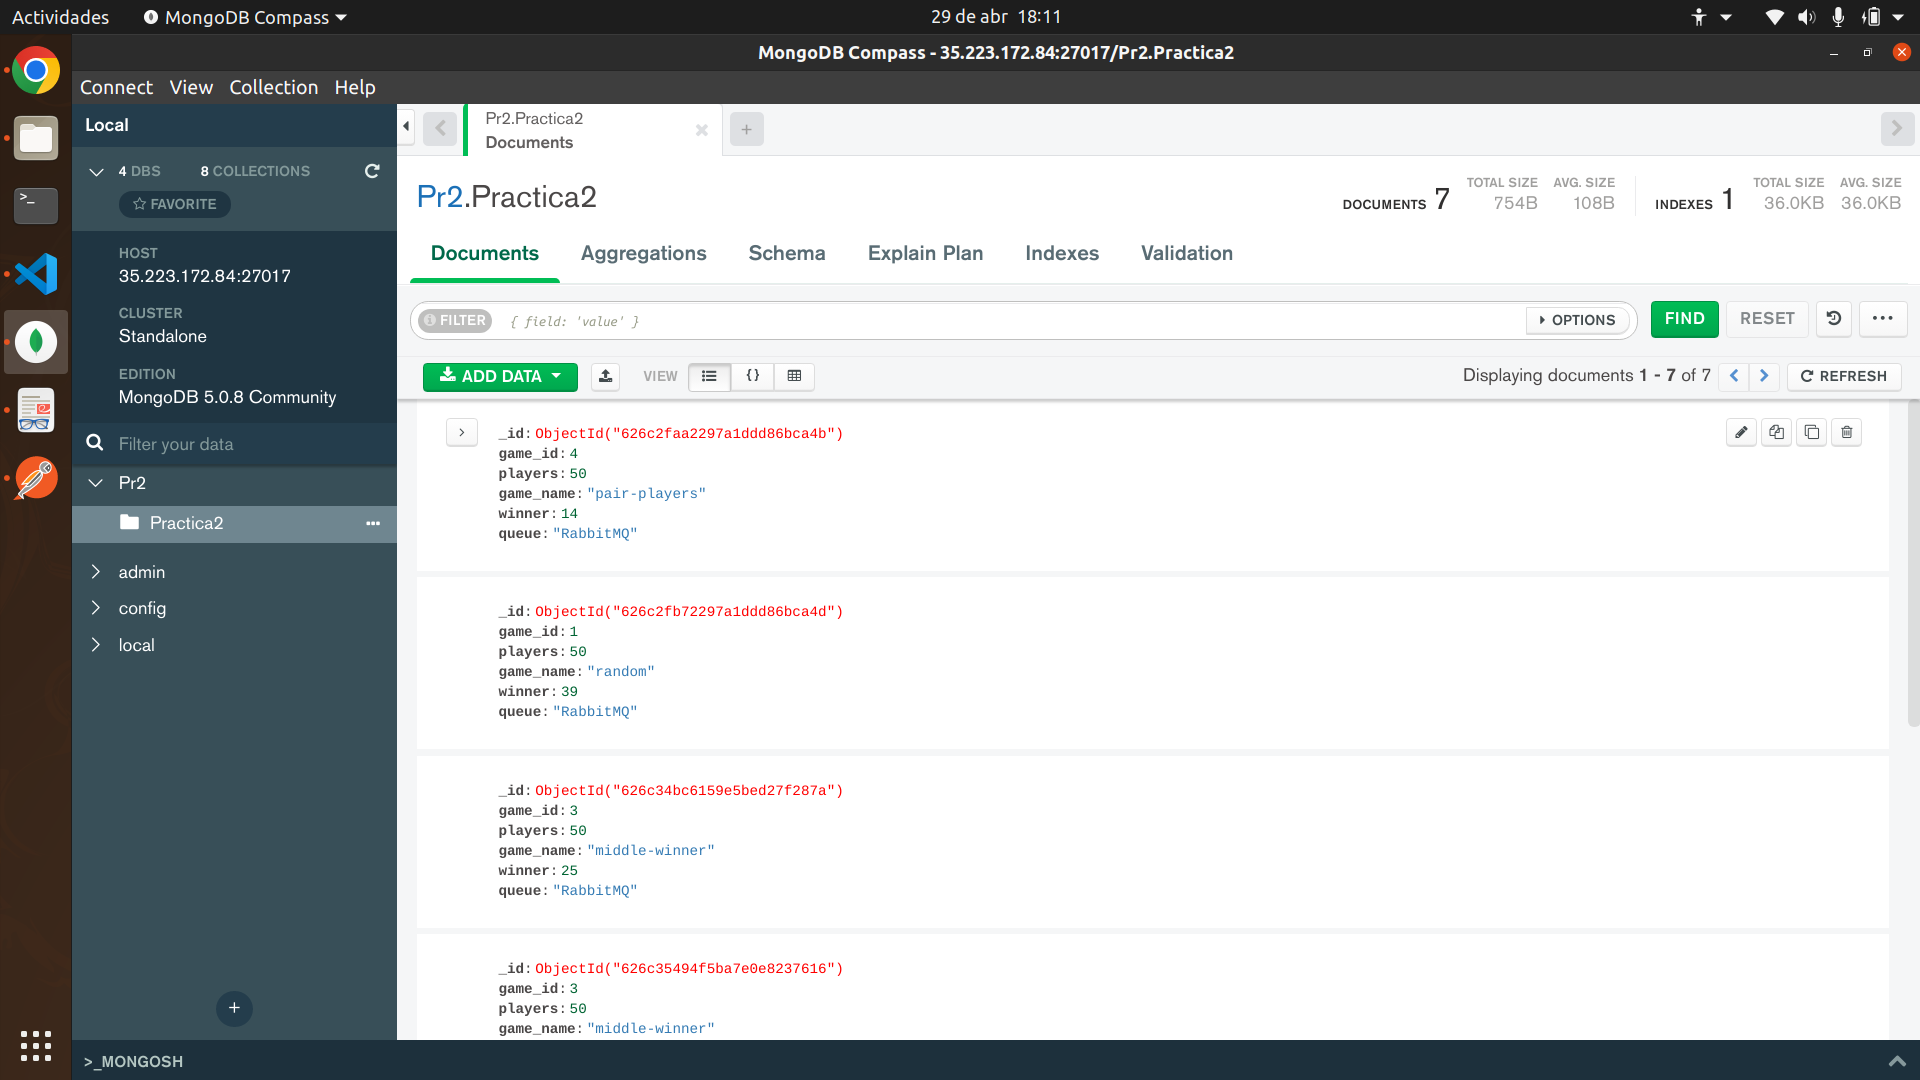 Actividades
MongoDB Compass
29 de abr 18:11
MongoDB Compass - 35.223.172.84:27017/Pr2.Practica2
Connect View Collection Help
Local
4 DBS 8 COLLECTIONS
FAVORITE
HOST
35.223.172.84:27017
CLUSTER
Standalone
EDITION
MongoDB 5.0.8 Community
Filter your data
Pr2
Practica2
admin
config
local
+
>_MONGOSH
Pr2.Practica2
Documents
+
Pr2.Practica2
DOCUMENTS 7
TOTAL SIZE
754B
AVG. SIZE
108B
INDEXES 1
TOTAL SIZE
36.0KB
AVG. SIZE
36.0KB
Documents Aggregations Schema Explain Plan Indexes Validation
FILTER { field: 'value' }
OPTIONS
FIND
RESET
ADD DATA
VIEW
{}
Displaying documents 1 - 7 of 7
REFRESH
_id: ObjectId("626c2faa2297a1ddd86bca4b")
game_id: 4
players: 50
game_name: "pair-players"
winner: 14
queue: "RabbitMQ"
_id: ObjectId("626c2fb72297a1ddd86bca4d")
game_id: 1
players: 50
game_name: "random"
winner: 39
queue: "RabbitMQ"
_id: ObjectId("626c34bc6159e5bed27f287a")
game_id: 3
players: 50
game_name: "middle-winner"
winner: 25
queue: "RabbitMQ"
_id: ObjectId("626c35494f5ba7e0e8237616")
game_id: 3
players: 50
game_name: "middle-winner"